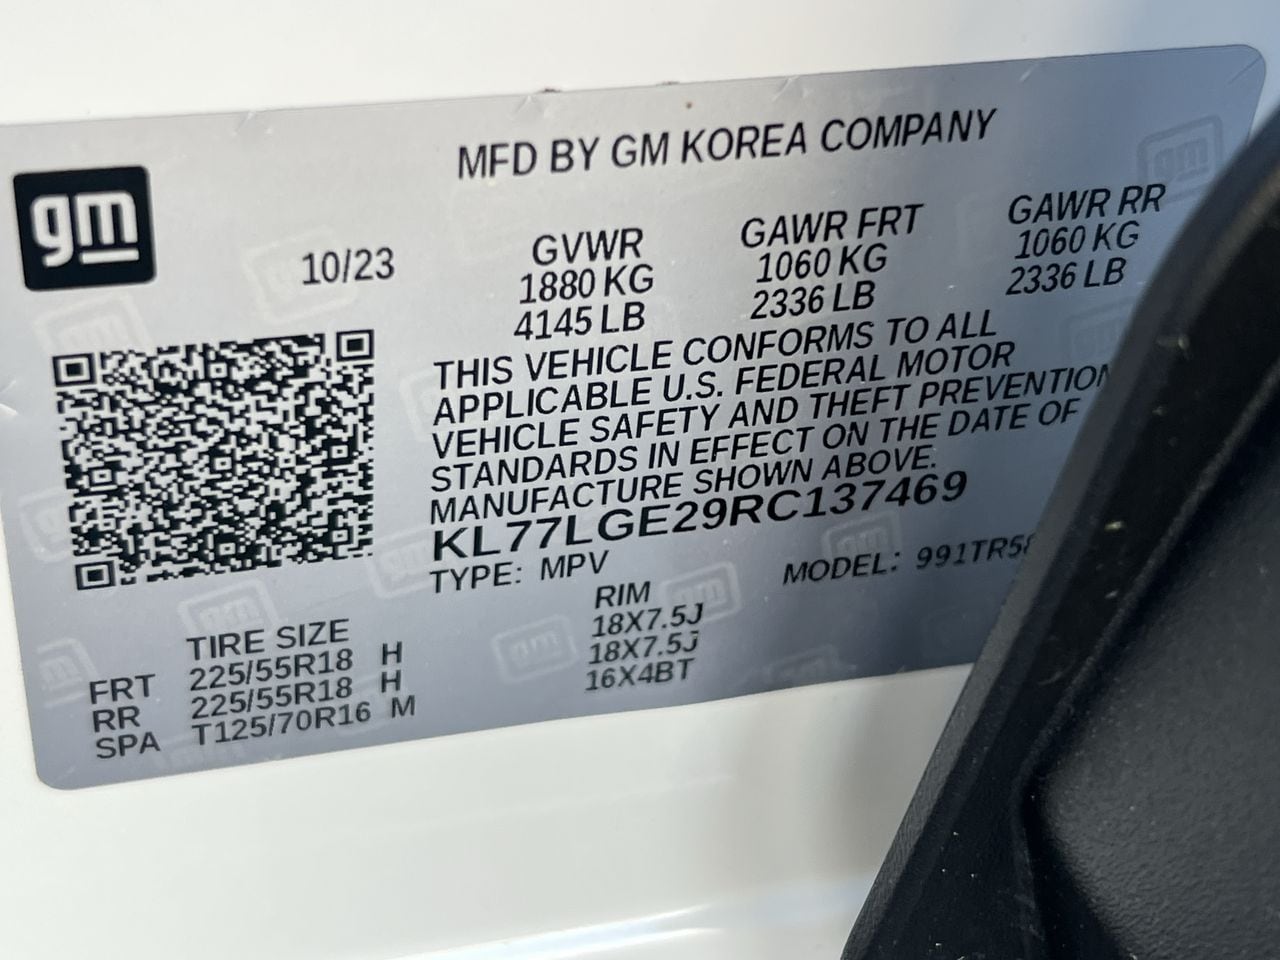 MFD BY GM KOREA COMPANY
gm
10/23
GVWR GAWR FRT GAWR RR
1880 KG 1060 KG 1060 KG
4145 LB 2336 LB 2336 LB
THIS VEHICLE CONFORMS TO ALL
APPLICABLE U.S. FEDERAL MOTOR
VEHICLE SAFETY AND THEFT PREVENTION
STANDARDS IN EFFECT ON THE DATE OF
MANUFACTURE SHOWN ABOVE.
KL77LGE29RC137469
TYPE: MPV MODEL: 991TR58
TIRE SIZE RIM
FRT 225/55R18 H 18X7.5J
RR 225/55R18 H 18X7.5J
SPA T125/70R16 M 16X4BT